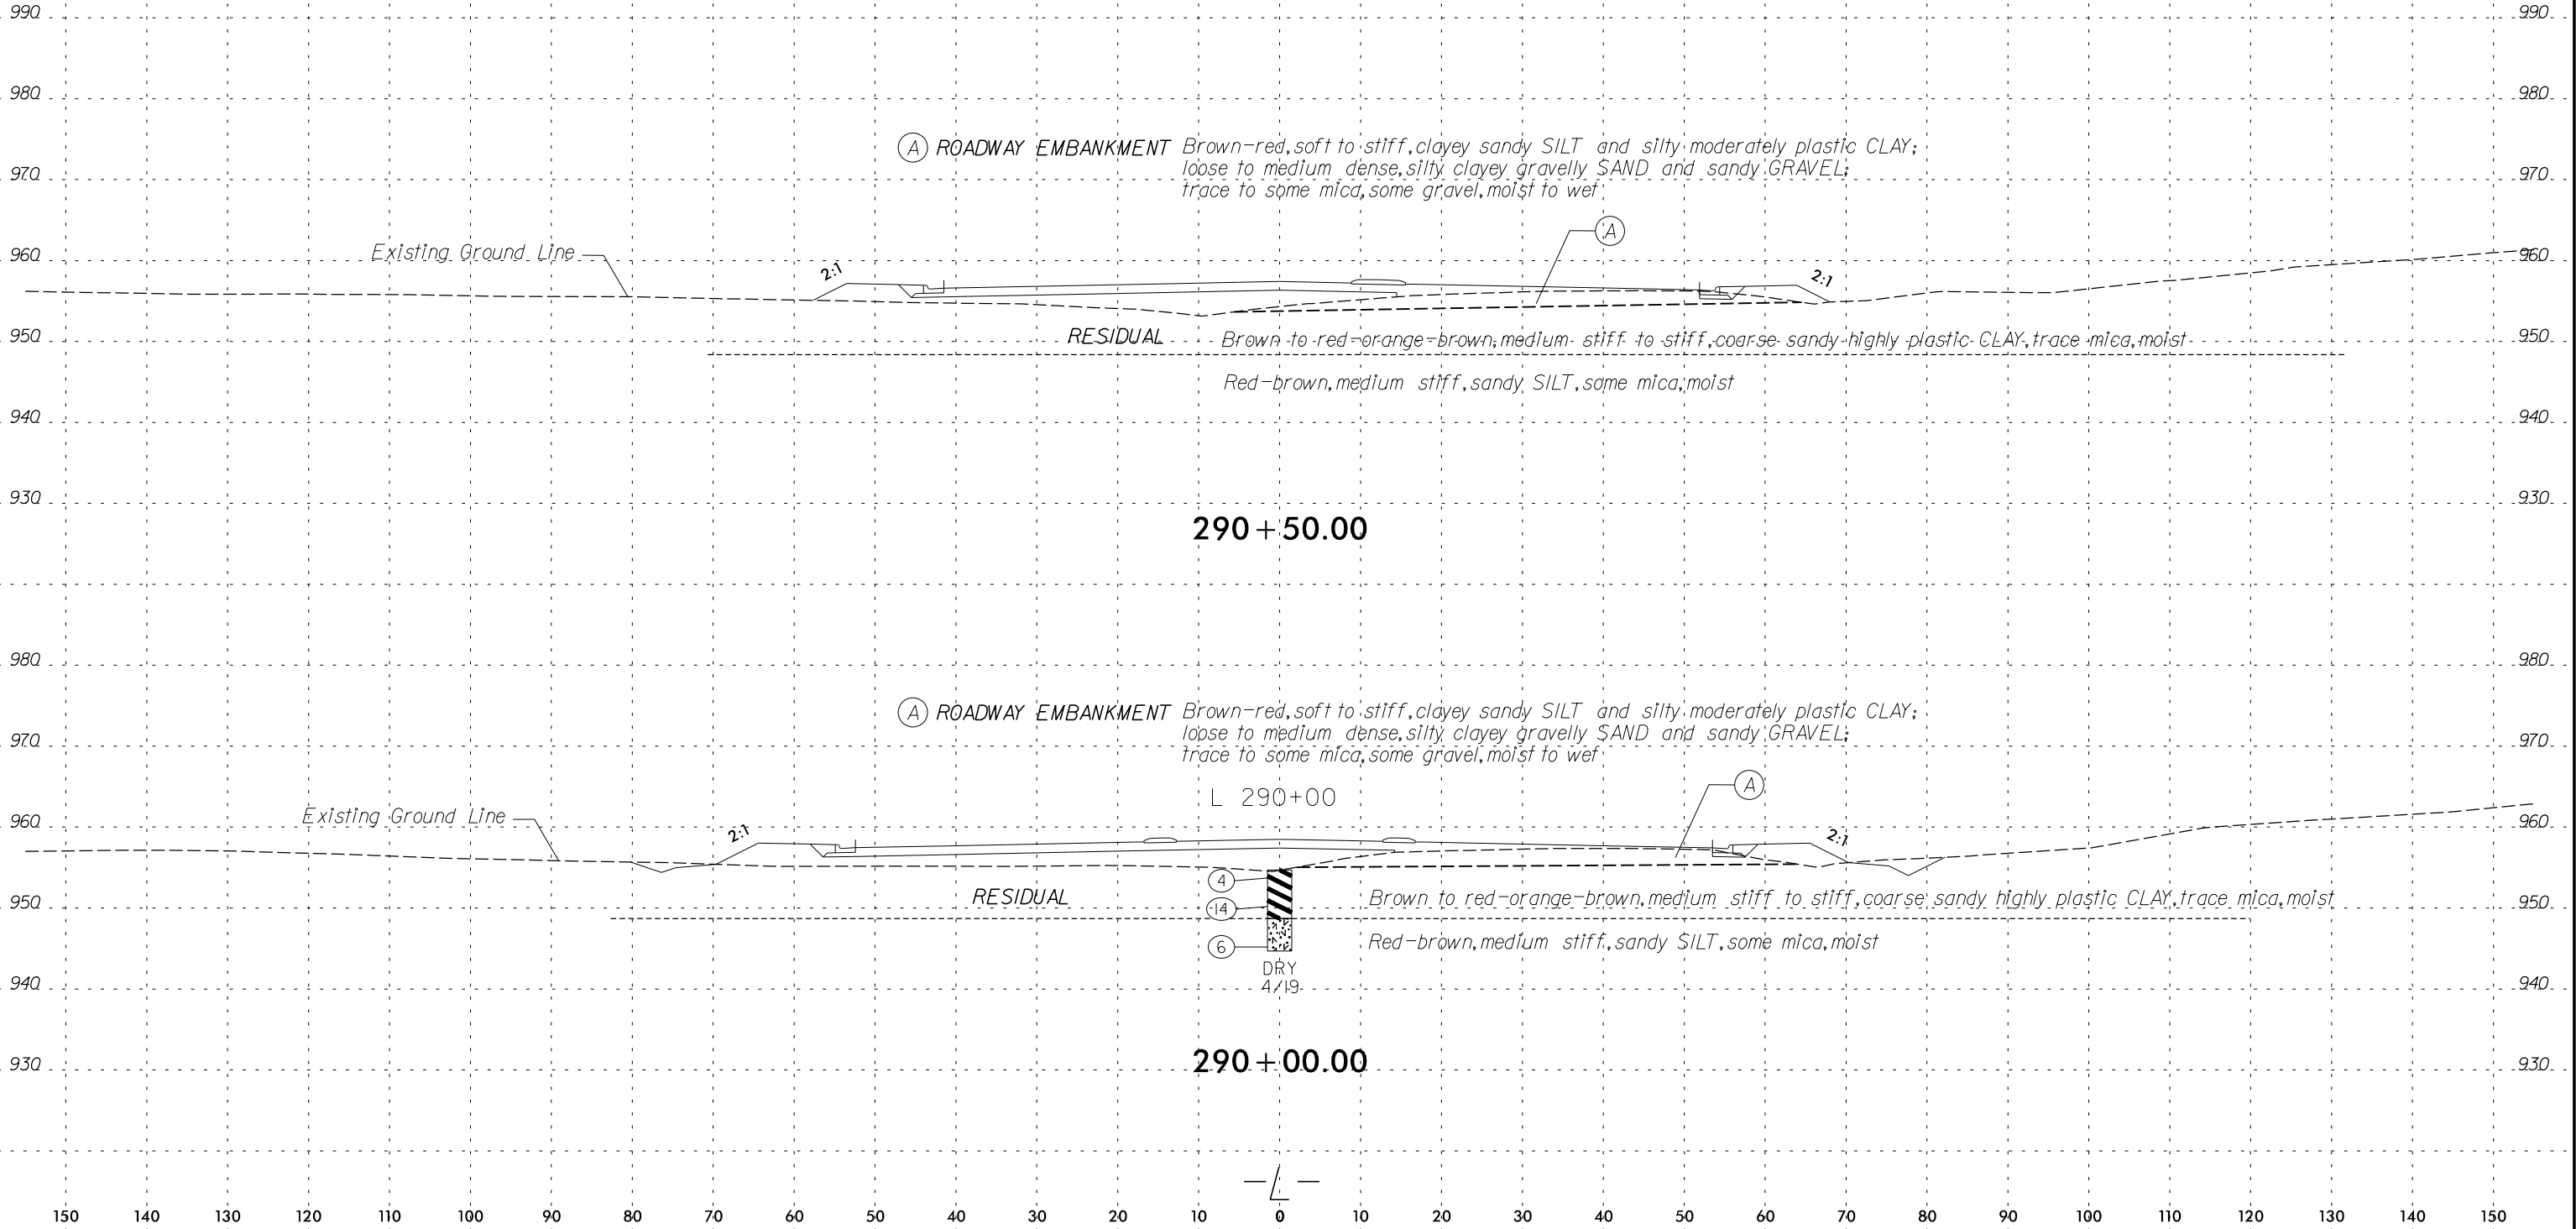 990 990
980 980
A ROADWAY EMBANKMENT Brown-red, soft to stiff, clayey sandy SILT and silty moderately plastic CLAY;
970 loose to medium dense, silty clayey gravelly SAND and sandy GRAVEL; 970
trace to some mica, some gravel, moist to wet
A
960 Existing Ground Line 960
2:1 2:1
950 RESIDUAL Brown to red-orange-brown, medium stiff to stiff, coarse sandy highly plastic CLAY, trace mica, moist 950
Red-brown, medium stiff, sandy SILT, some mica, moist
940 940
930 930
290+50.00
980 980
A ROADWAY EMBANKMENT Brown-red, soft to stiff, clayey sandy SILT and silty moderately plastic CLAY;
970 loose to medium dense, silty clayey gravelly SAND and sandy GRAVEL; 970
trace to some mica, some gravel, moist to wet
A
L 290+00
960 Existing Ground Line 960
2:1 2:1
4
950 RESIDUAL 14 Brown to red-orange-brown, medium stiff to stiff, coarse sandy highly plastic CLAY, trace mica, moist 950
6 Red-brown, medium stiff, sandy SILT, some mica, moist
DRY
940 4/19 940
290+00.00
930 930
-L-
150 140 130 120 110 100 90 80 70 60 50 40 30 20 10 0 10 20 30 40 50 60 70 80 90 100 110 120 130 140 150